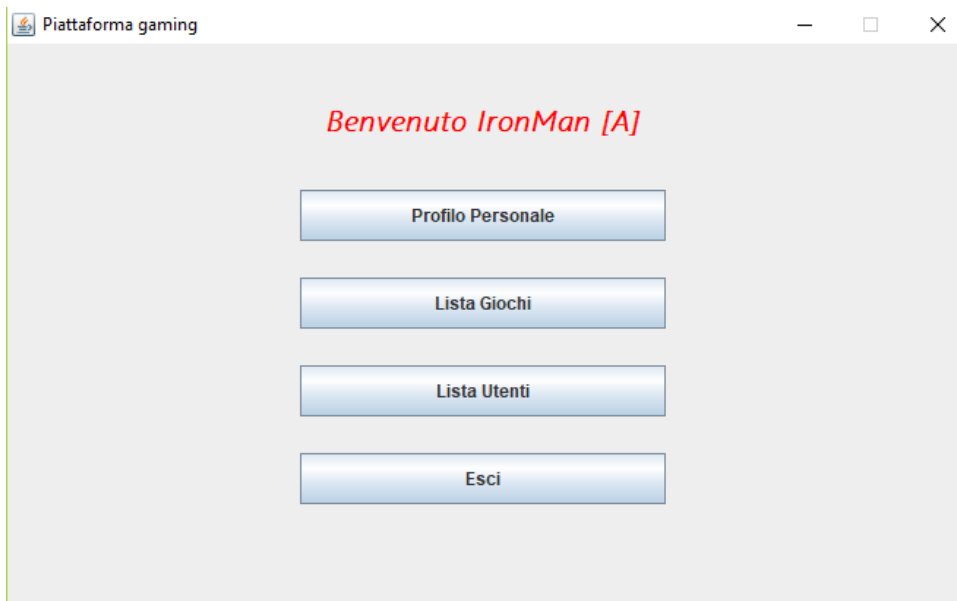 Piattaforma gaming
Benvenuto IronMan [A]
Profilo Personale
Lista Giochi
Lista Utenti
Esci